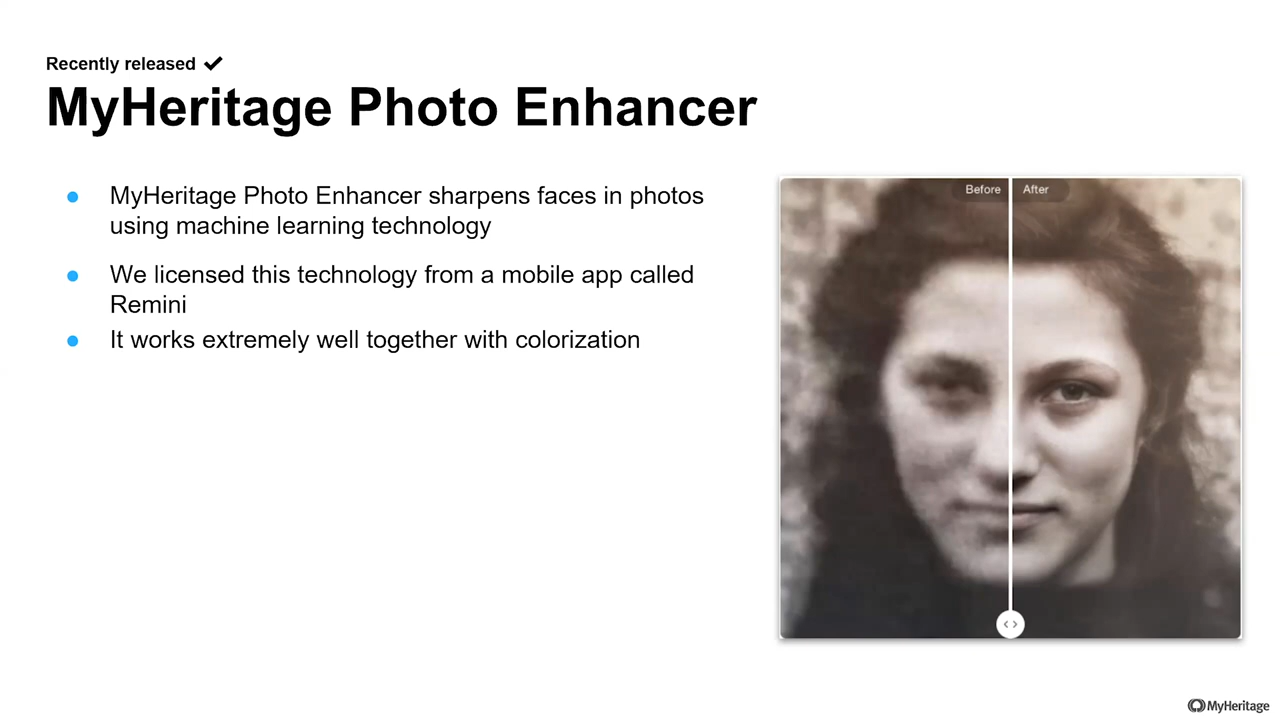 Recently released ✔
MyHeritage Photo Enhancer
● MyHeritage Photo Enhancer sharpens faces in photos
using machine learning technology
● We licensed this technology from a mobile app called
Remini
● It works extremely well together with colorization
Before After
MyHeritage